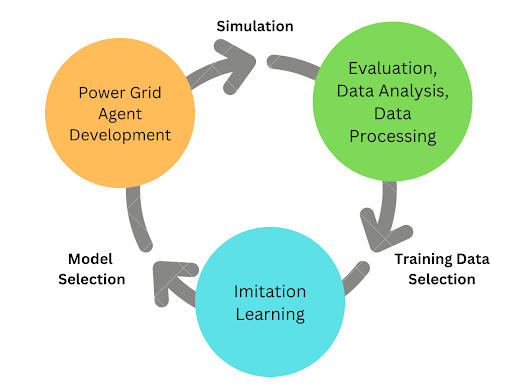 Simulation
Power Grid
Agent
Development
Evaluation,
Data Analysis,
Data
Processing
Training Data
Selection
Imitation
Learning
Model
Selection